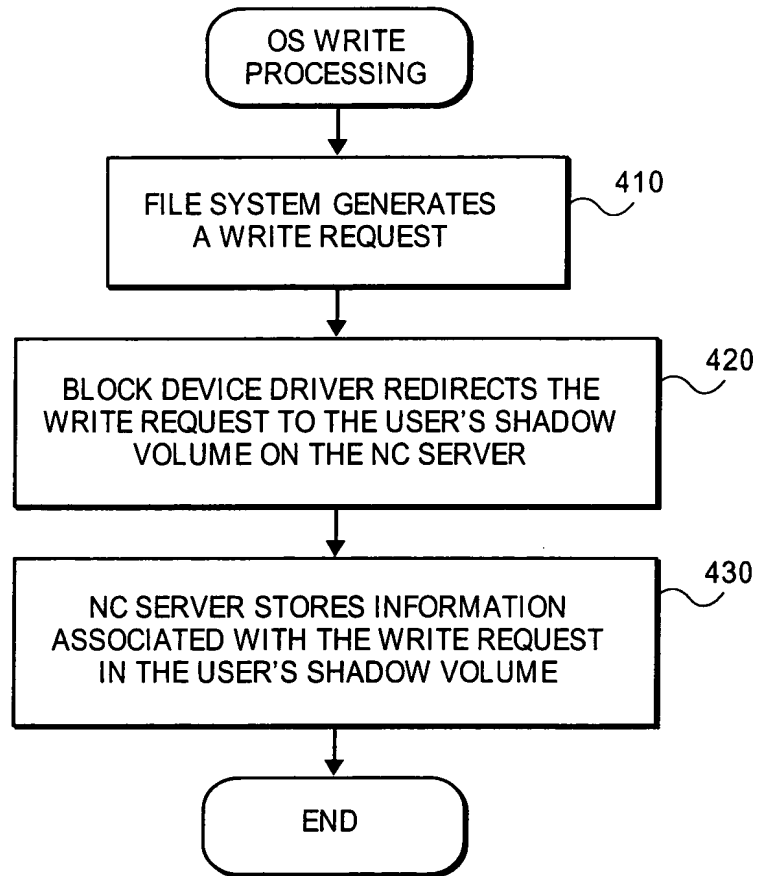 OS WRITE
PROCESSING
FILE SYSTEM GENERATES
A WRITE REQUEST
410
BLOCK DEVICE DRIVER REDIRECTS THE
WRITE REQUEST TO THE USER'S SHADOW
VOLUME ON THE NC SERVER
420
NC SERVER STORES INFORMATION
ASSOCIATED WITH THE WRITE REQUEST
IN THE USER'S SHADOW VOLUME
430
END